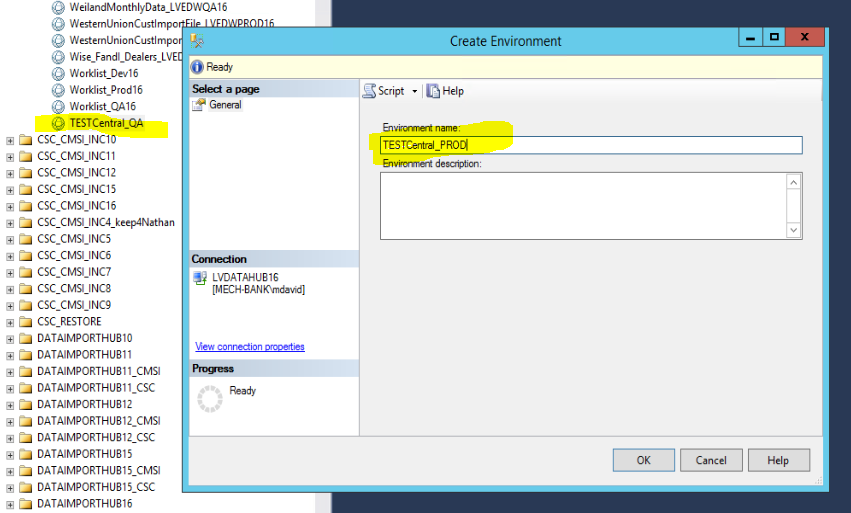 WeilandMonthlyData_LVEDWQA16
WesternUnionCustImportFile_LVEDWPROD16
WesternUnionCustImpor
Wise_Fandl_Dealers_LVED
Worklist_Dev16
Worklist_Prod16
Worklist_QA16
TESTCentral_QA
CSC_CMSI_INC10
CSC_CMSI_INC11
CSC_CMSI_INC12
CSC_CMSI_INC15
CSC_CMSI_INC16
CSC_CMSI_INC4_keep4Nathan
CSC_CMSI_INC5
CSC_CMSI_INC6
CSC_CMSI_INC7
CSC_CMSI_INC8
CSC_CMSI_INC9
CSC_RESTORE
DATAIMPORTHUB10
DATAIMPORTHUB11
DATAIMPORTHUB11_CMSI
DATAIMPORTHUB11_CSC
DATAIMPORTHUB12
DATAIMPORTHUB12_CMSI
DATAIMPORTHUB12_CSC
DATAIMPORTHUB15
DATAIMPORTHUB15_CMSI
DATAIMPORTHUB15_CSC
DATAIMPORTHUB16
Create Environment
Ready
Select a page
General
Connection
LVDATAHUB16
[MECH-BANK\mdavid]
View connection properties
Progress
Ready
Script Help
Environment name:
TESTCentral_PROD
Environment description:
OK Cancel Help